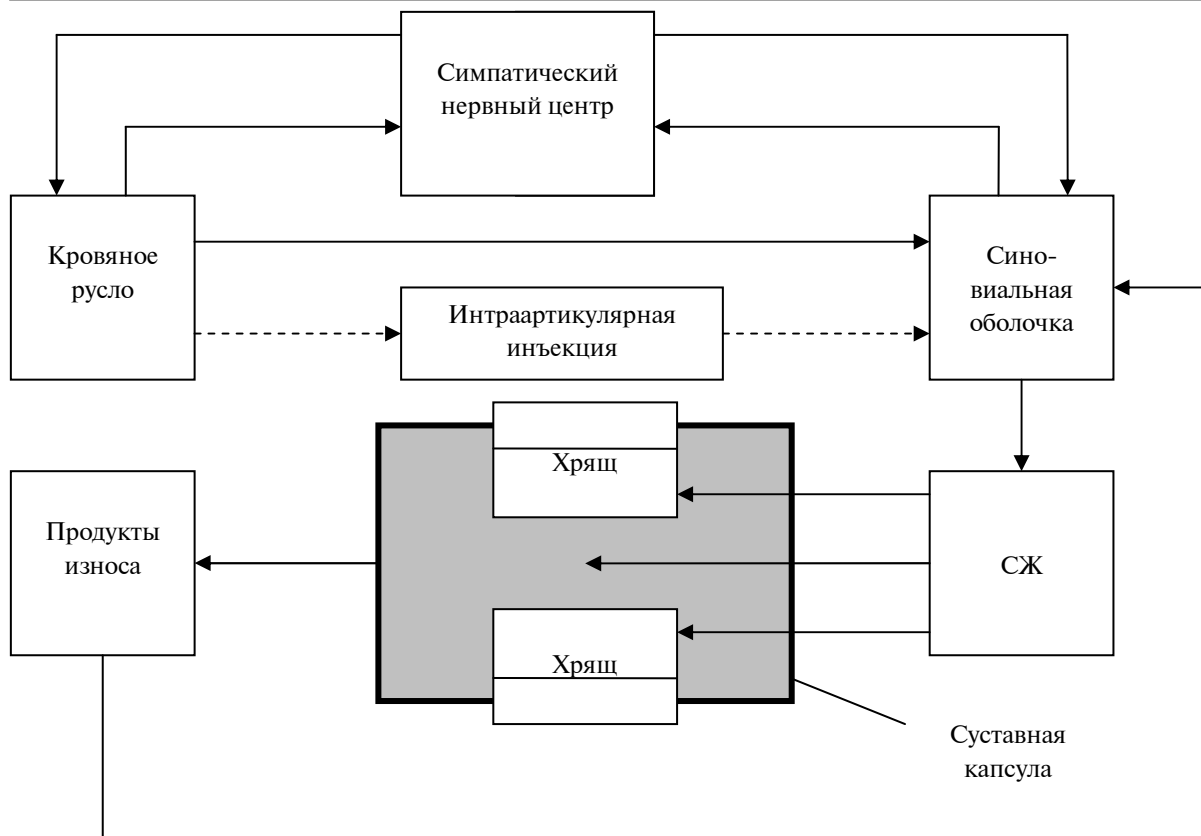 Симпатический
нервный центр
Кровяное
русло
Сино-
виальная
оболочка
Интраартикулярная
инъекция
Хрящ
Продукты
износа
СЖ
Хрящ
Суставная
капсула